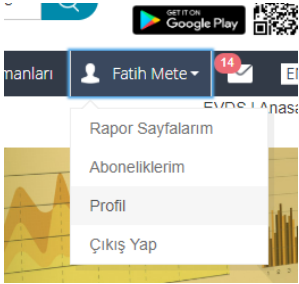 GET IT ON
Google Play
manları
Fatih Mete
14
EVDS | Anasa
Rapor Sayfalarım
Aboneliklerim
Profil
Çıkış Yap